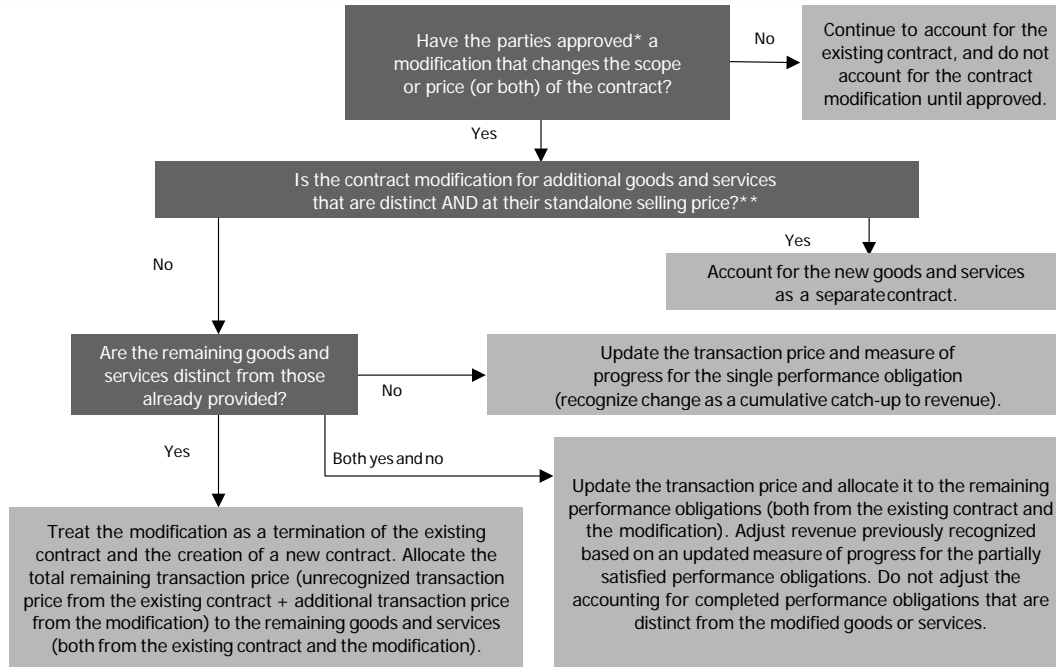 Have the parties approved* a
modification that changes the scope
or price (or both) of the contract?
No
Continue to account for the
existing contract, and do not
account for the contract
modification until approved.
Yes
Is the contract modification for additional goods and services
that are distinct AND at their standalone selling price?**
No
Yes
Account for the new goods and services
as a separate contract.
Are the remaining goods and
services distinct from those
already provided?
No
Update the transaction price and measure of
progress for the single performance obligation
(recognize change as a cumulative catch-up to revenue).
Yes
Both yes and no
Treat the modification as a termination of the existing
contract and the creation of a new contract. Allocate the
total remaining transaction price (unrecognized transaction
price from the existing contract + additional transaction price
from the modification) to the remaining goods and services
(both from the existing contract and the modification).
Update the transaction price and allocate it to the remaining
performance obligations (both from the existing contract and
the modification). Adjust revenue previously recognized
based on an updated measure of progress for the partially
satisfied performance obligations. Do not adjust the
accounting for completed performance obligations that are
distinct from the modified goods or services.